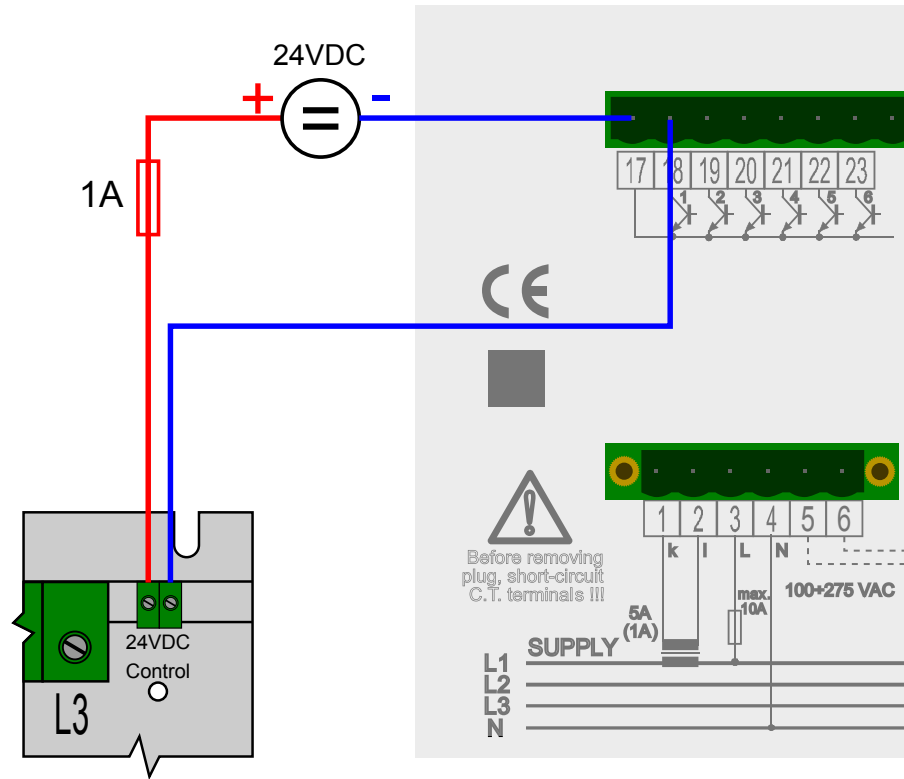 24VDC
+ -
1A
17 18 19 20 21 22 23
1 2 3 4 5 6
CE
Before removing
plug, short-circuit
C.T. terminals !!!
1 2 3 4 5 6
k l L N
max.
10A
100÷275 VAC
5A
(1A)
SUPPLY
L1
L2
L3
N
24VDC
Control
L3